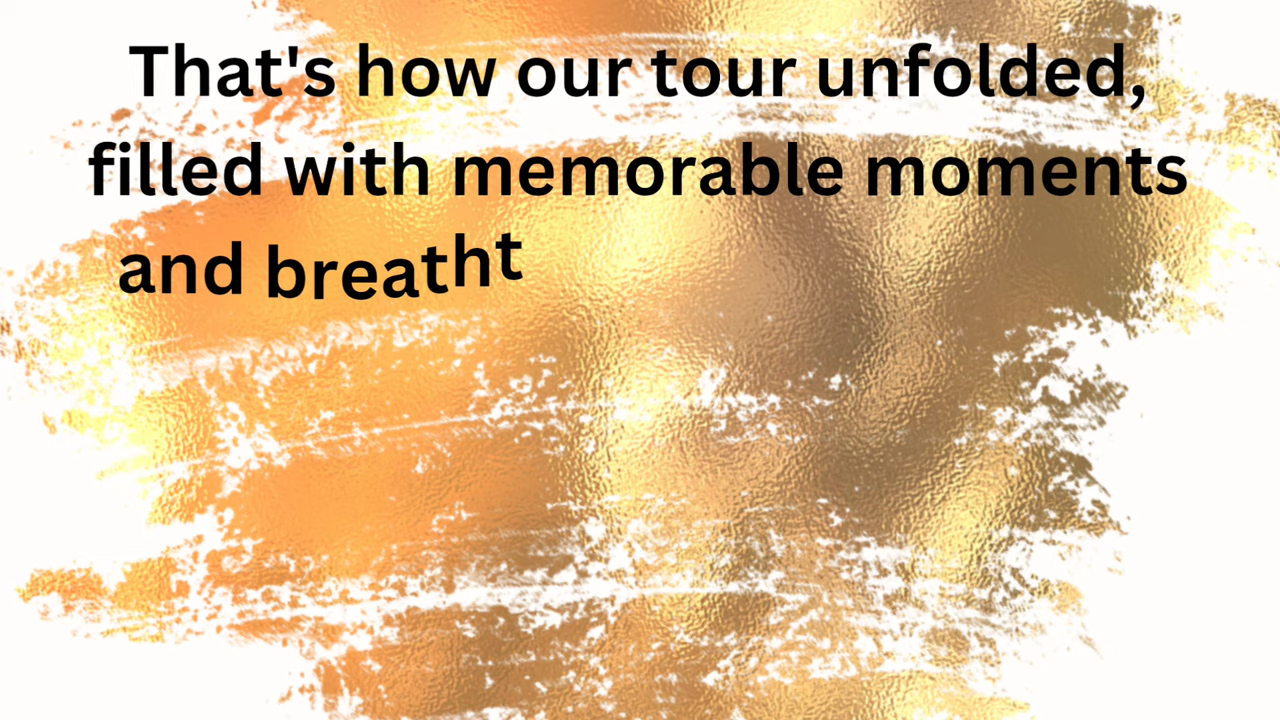 That's how our tour unfolded,
filled with memorable moments
and breatht